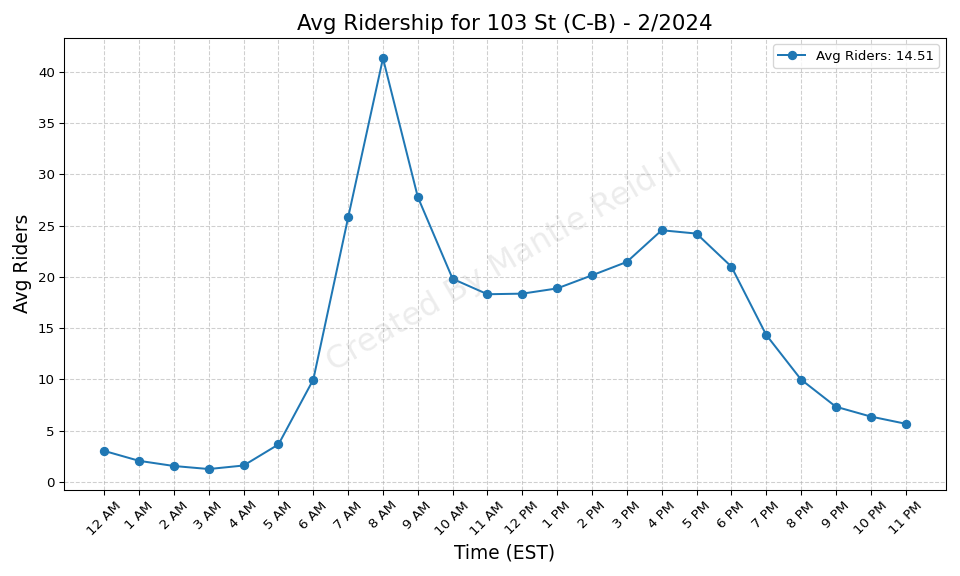 Avg Ridership for 103 St (C-B) - 2/2024
Avg Riders: 14.51
Avg Riders
40
35
30
25
20
15
10
5
0
Created By Mantie Reid II
12 AM
1 AM
2 AM
3 AM
4 AM
5 AM
6 AM
7 AM
8 AM
9 AM
10 AM
11 AM
12 PM
1 PM
2 PM
3 PM
4 PM
5 PM
6 PM
7 PM
8 PM
9 PM
10 PM
11 PM
Time (EST)